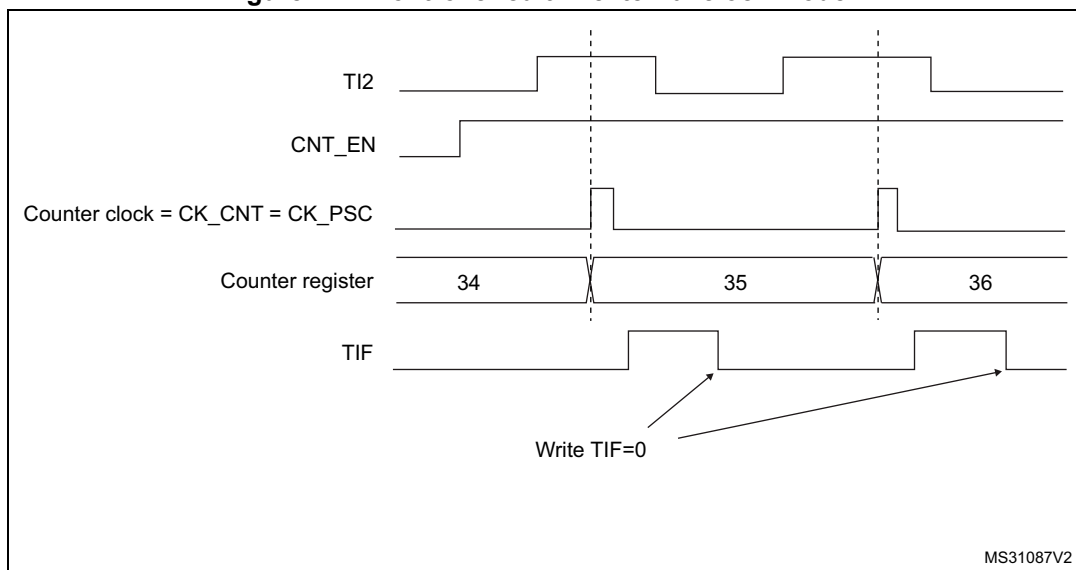 TI2
CNT_EN
Counter clock = CK_CNT = CK_PSC
Counter register 34 35 36
TIF
Write TIF=0
MS31087V2